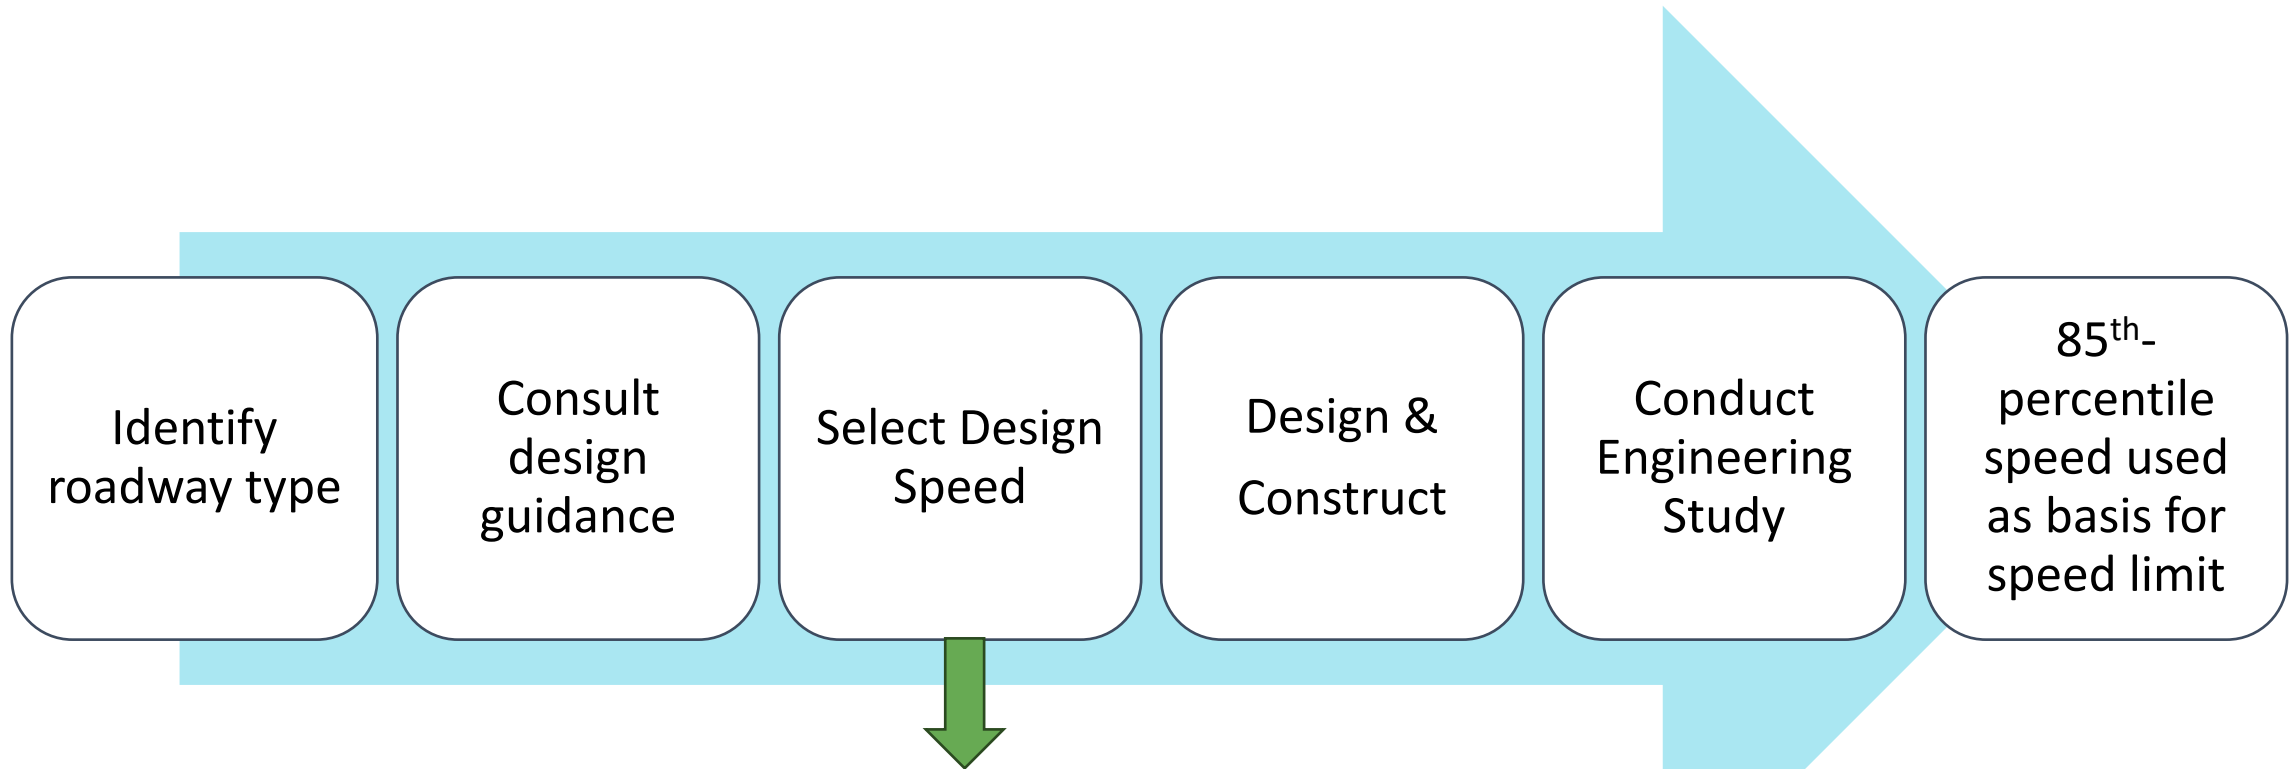 Identify
roadway type
Consult
design
guidance
Select Design
Speed
Design &
Construct
Conduct
Engineering
Study
85th-
percentile
speed used
as basis for
speed limit